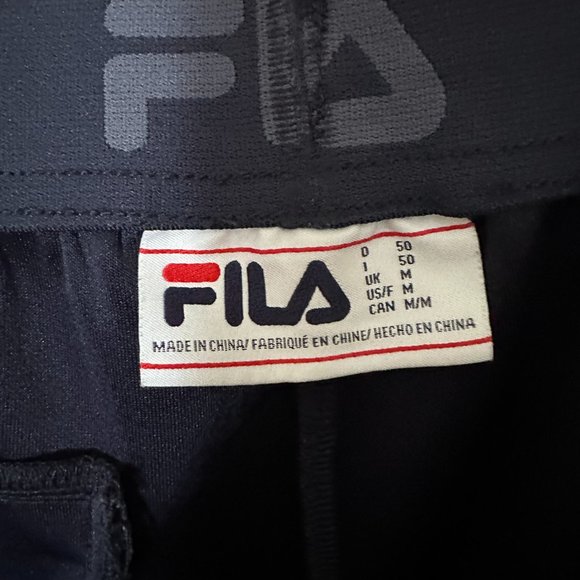 FILA
FILA
D 50
I 50
UK M
US/F M
CAN M/M
MADE IN CHINA/ FABRIQUÉ EN CHINE/ HECHO EN CHINA